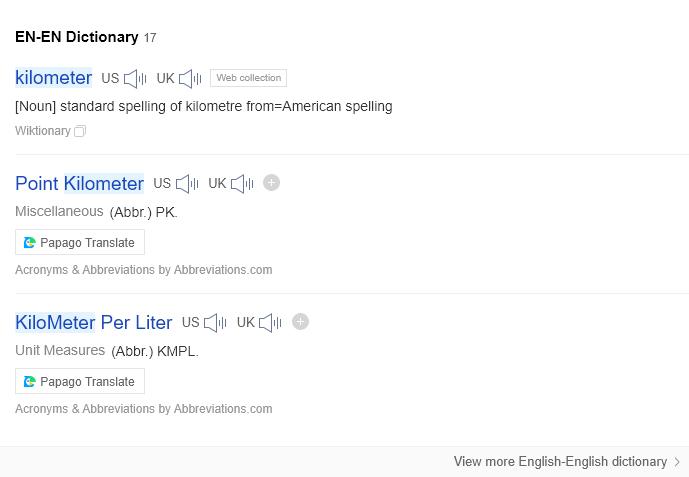 EN-EN Dictionary 17
kilometer US UK Web collection
[Noun] standard spelling of kilometre from=American spelling
Wiktionary
Point Kilometer US UK
Miscellaneous (Abbr.) PK.
Papago Translate
Acronyms & Abbreviations by Abbreviations.com
KiloMeter Per Liter US UK
Unit Measures (Abbr.) KMPL.
Papago Translate
Acronyms & Abbreviations by Abbreviations.com
View more English-English dictionary